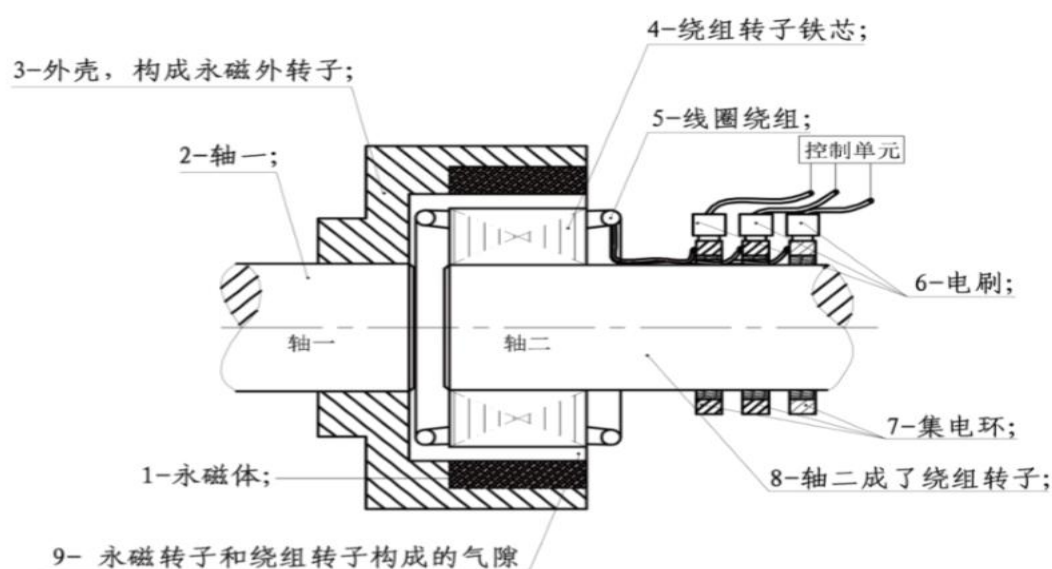 4-绕组转子铁芯;
3-外壳，构成永磁外转子;
5-线圈绕组;
控制单元
2-轴一;
6-电刷;
轴一
轴二
7-集电环;
1-永磁体;
8-轴二成了绕组转子;
9- 永磁转子和绕组转子构成的气隙